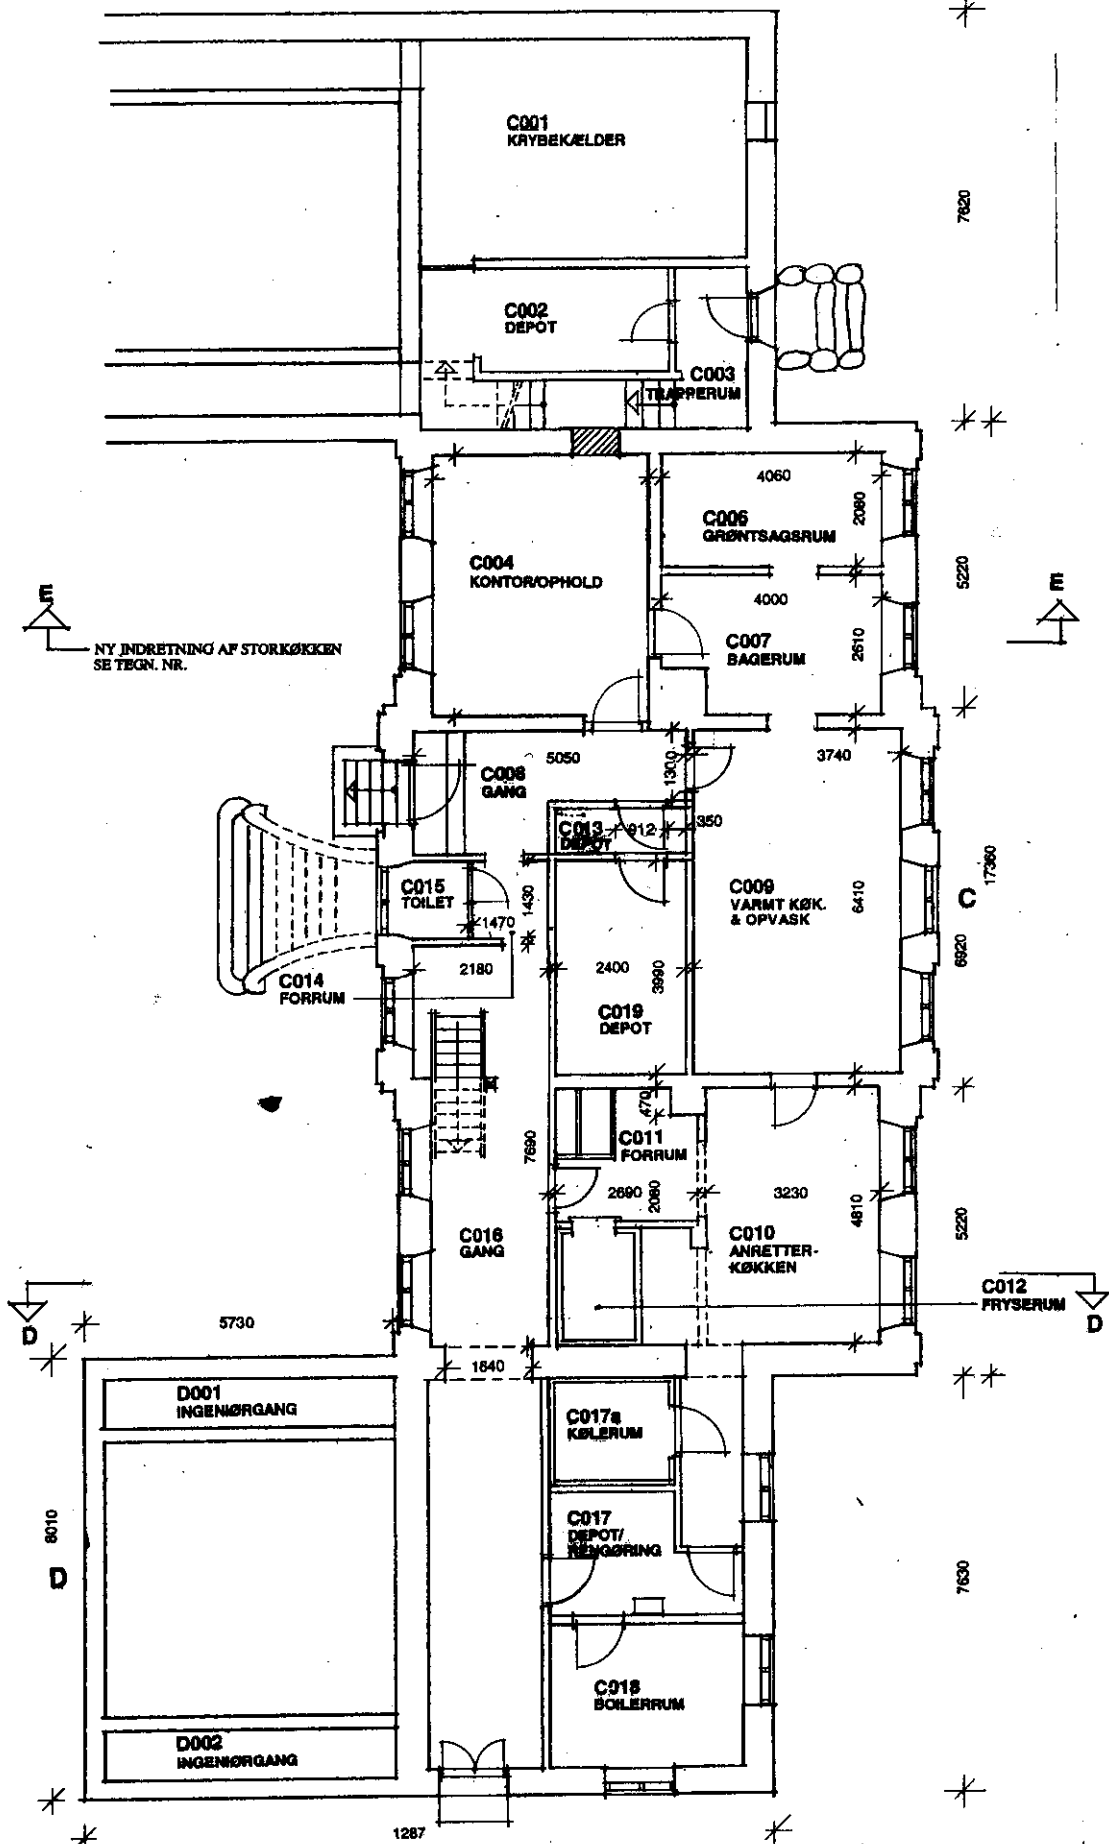 C001
KRYBEKÆLDER
7620
C002
DEPOT
C003
TRAPPERUM
4060
C006
GRØNTSAGSRUM
2080
C004
KONTOR/OPHOLD
5220
E
E
4000
NY INDRETNING AF STORKØKKEN
SE TEGN. NR.
C007
BAGERUM
2610
5050
C008
GANG
1300
3740
C013
DEPOT
912
350
C015
TOILET
1430
1470
C009
VARMT KØK.
& OPVASK
6410
C
17360
6920
2180
2400
3990
C014
FORRUM
C019
DEPOT
470
C011
FORRUM
7690
2690
2080
3230
4810
C016
GANG
C010
ANRETTER-
KØKKEN
5220
C012
FRYSERUM
D
D
5730
1640
D001
INGENIØRGANG
C017a
KØLERUM
8010
D
C017
DEPOT/
RENGØRING
7630
C018
BOILERRUM
D002
INGENIØRGANG
1287